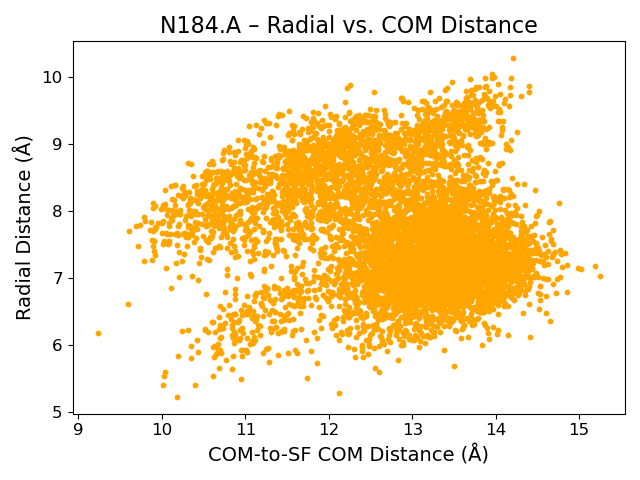 N184.A – Radial vs. COM Distance
Radial Distance (Å)
10
9
8
7
6
5
9 10 11 12 13 14 15
COM-to-SF COM Distance (Å)